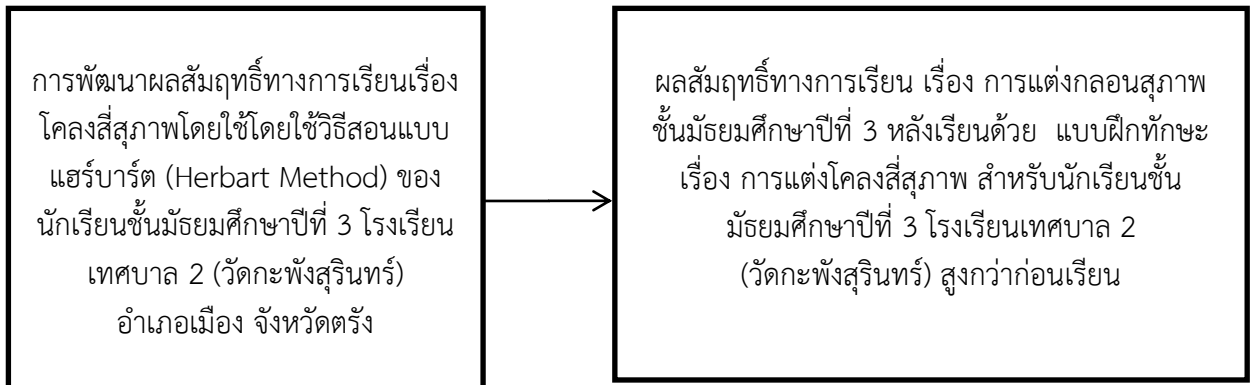 การพัฒนาผลสัมฤทธิ์ทางการเรียนเรื่อง
โคลงสี่สุภาพโดยใช้โดยใช้วิธีสอนแบบ
แฮร์บาร์ต (Herbart Method) ของ
นักเรียนชั้นมัธยมศึกษาปีที่ 3 โรงเรียน
เทศบาล 2 (วัดกะพังสุรินทร์)
อำเภอเมือง จังหวัดตรัง
ผลสัมฤทธิ์ทางการเรียน เรื่อง การแต่งกลอนสุภาพ
ชั้นมัธยมศึกษาปีที่ 3 หลังเรียนด้วย แบบฝึกทักษะ
เรื่อง การแต่งโคลงสี่สุภาพ สำหรับนักเรียนชั้น
มัธยมศึกษาปีที่ 3 โรงเรียนเทศบาล 2
(วัดกะพังสุรินทร์) สูงกว่าก่อนเรียน